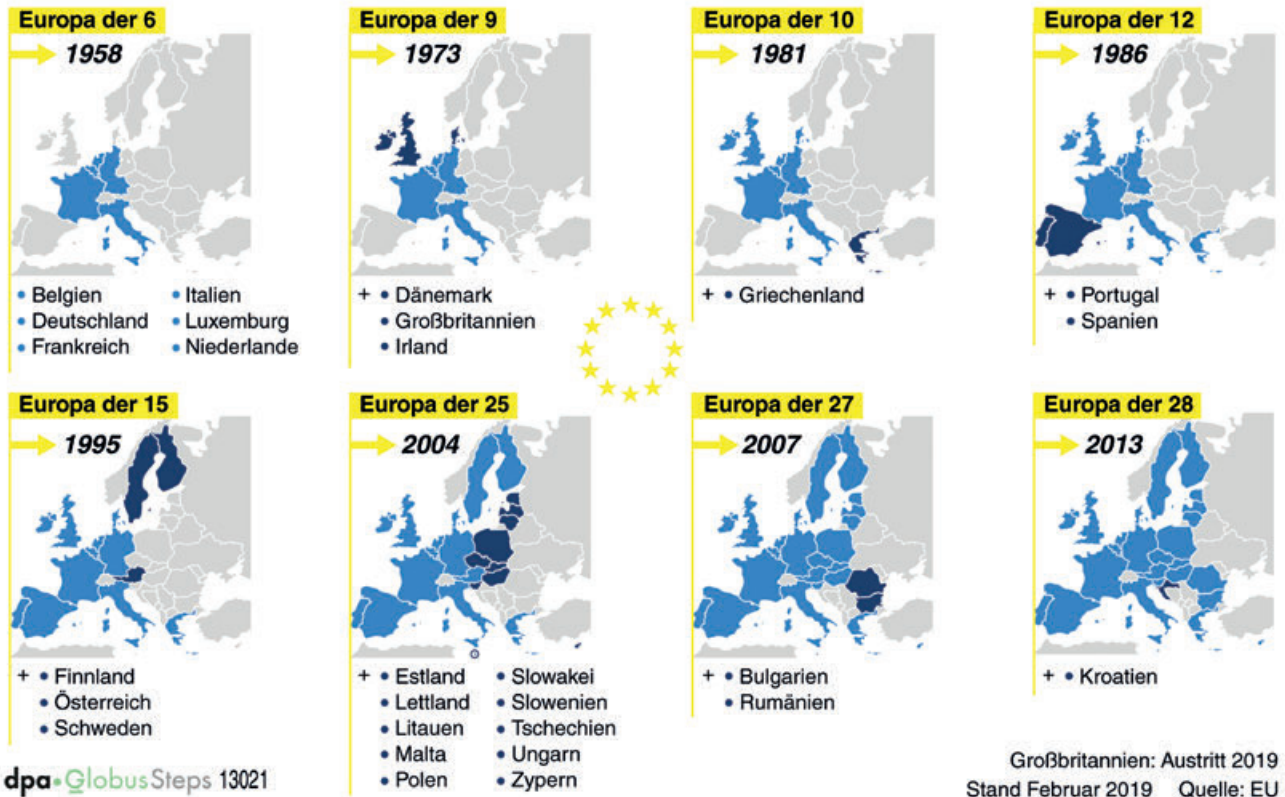 Europa der 6
1958
• Belgien
• Deutschland
• Frankreich
• Italien
• Luxemburg
• Niederlande
Europa der 9
1973
+ • Dänemark
• Großbritannien
• Irland
Europa der 10
1981
+ • Griechenland
Europa der 12
1986
+ • Portugal
• Spanien
Europa der 15
1995
+ • Finnland
• Österreich
• Schweden
Europa der 25
2004
+ • Estland
• Lettland
• Litauen
• Malta
• Polen
• Slowakei
• Slowenien
• Tschechien
• Ungarn
• Zypern
Europa der 27
2007
+ • Bulgarien
• Rumänien
Europa der 28
2013
+ • Kroatien
dpa•GlobusSteps 13021
Großbritannien: Austritt 2019
Stand Februar 2019 Quelle: EU